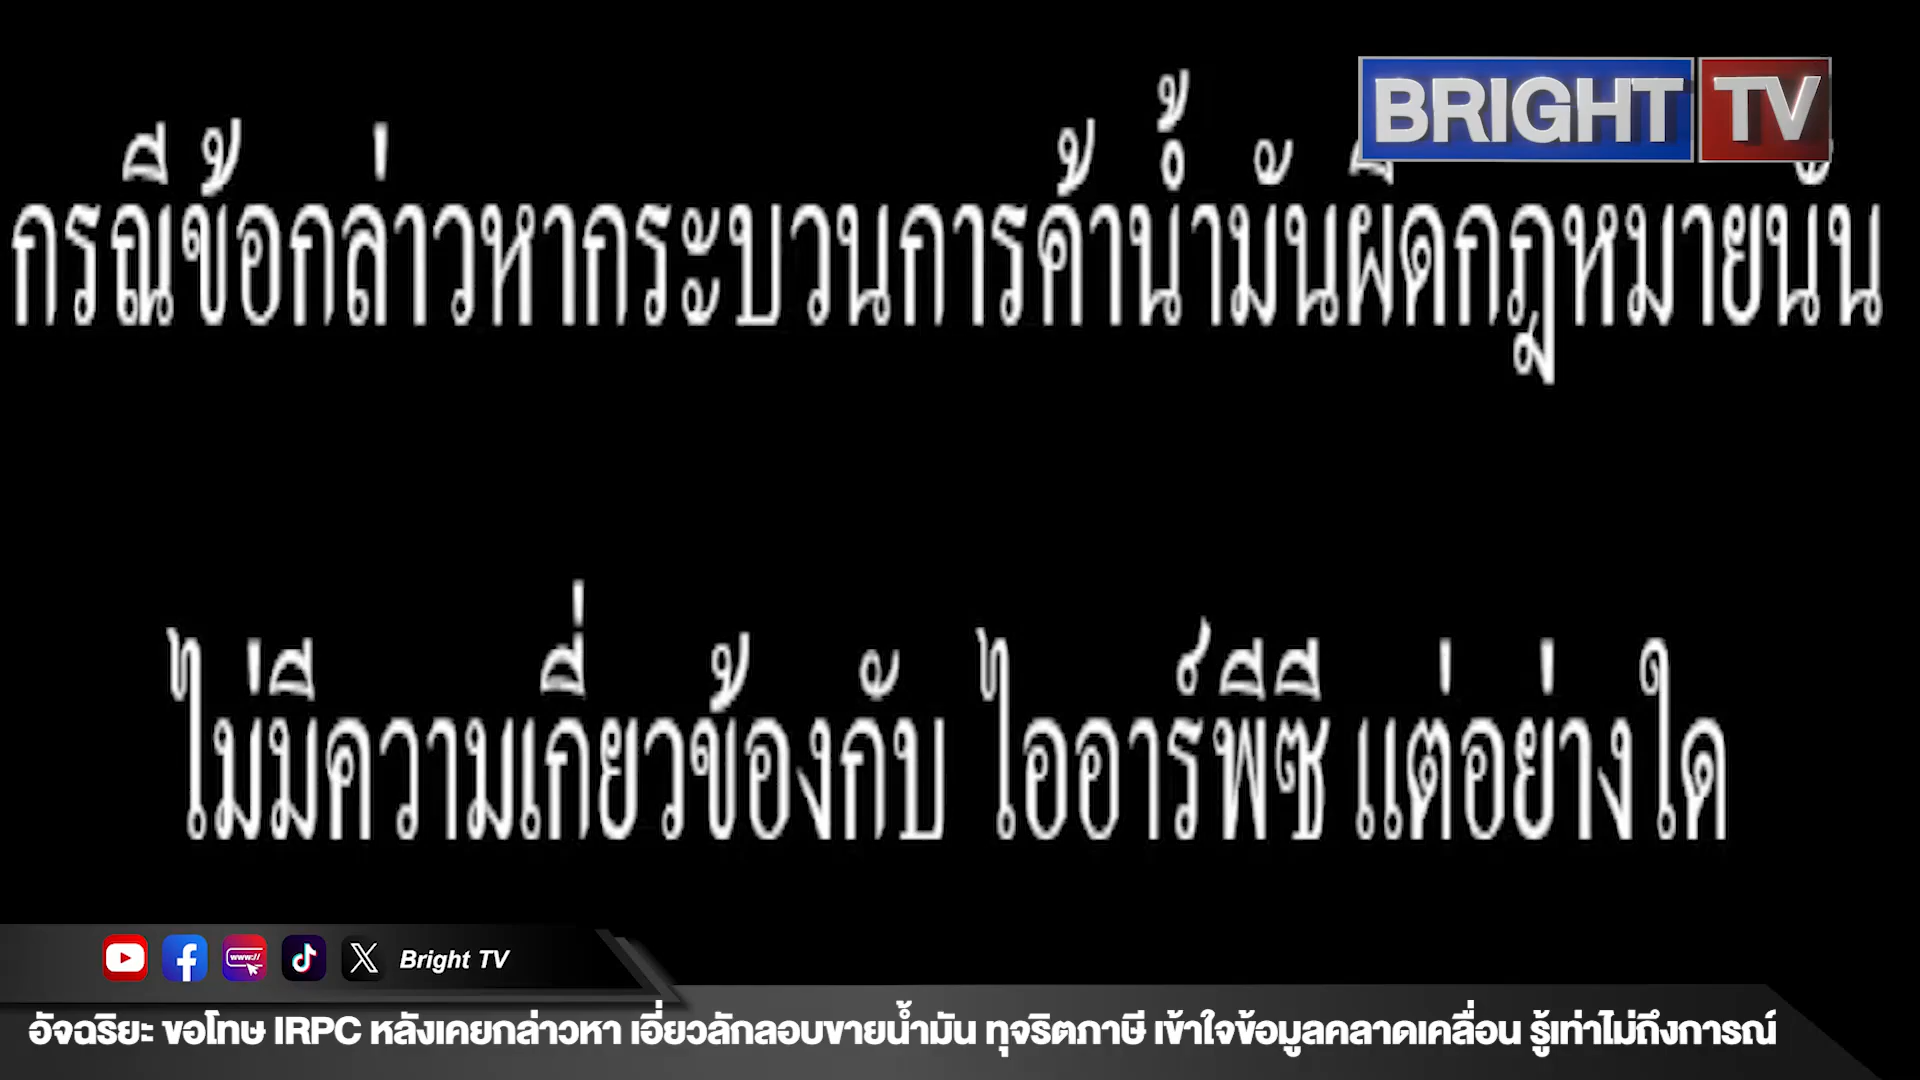 BRIGHT TV
กรณีข้อกล่าวหากระบวนการค้าน้ำมันผิดกฎหมายนั้น
ไม่มีความเกี่ยวข้องกับ ไออาร์พีซี แต่อย่างใด
www:// Bright TV
อัจฉริยะ ขอโทษ IRPC หลังเคยกล่าวหา เอี่ยวลักลอบขายน้ำมัน ทุจริตภาษี เข้าใจข้อมูลคลาดเคลื่อน รู้เท่าไม่ถึงการณ์